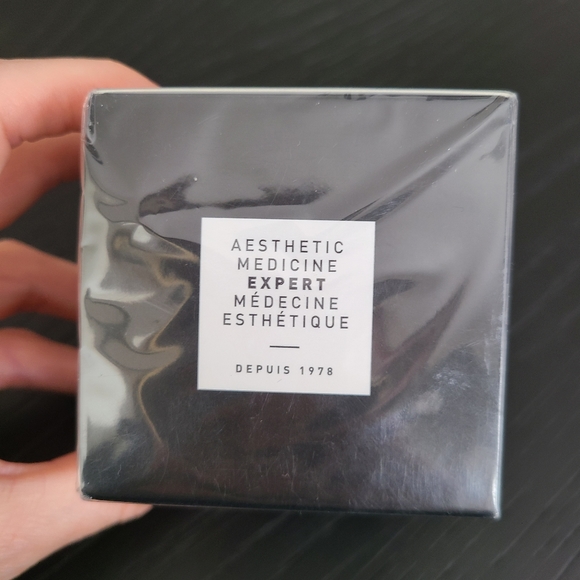 AESTHETIC
MEDICINE
EXPERT
MÉDECINE
ESTHÉTIQUE
DEPUIS 1978